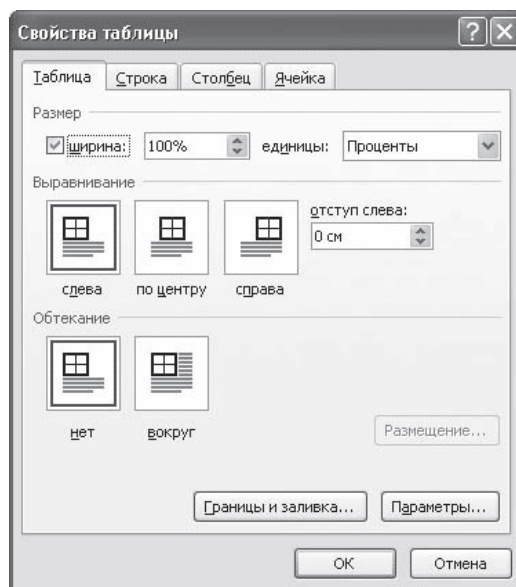 Свойства таблицы
Таблица Строка Столбец Ячейка
Размер
ширина: 100% единицы: Проценты
Выравнивание
отступ слева:
0 см
слева по центру справа
Обтекание
нет вокруг
Размещение...
Границы и заливка... Параметры...
ОК Отмена